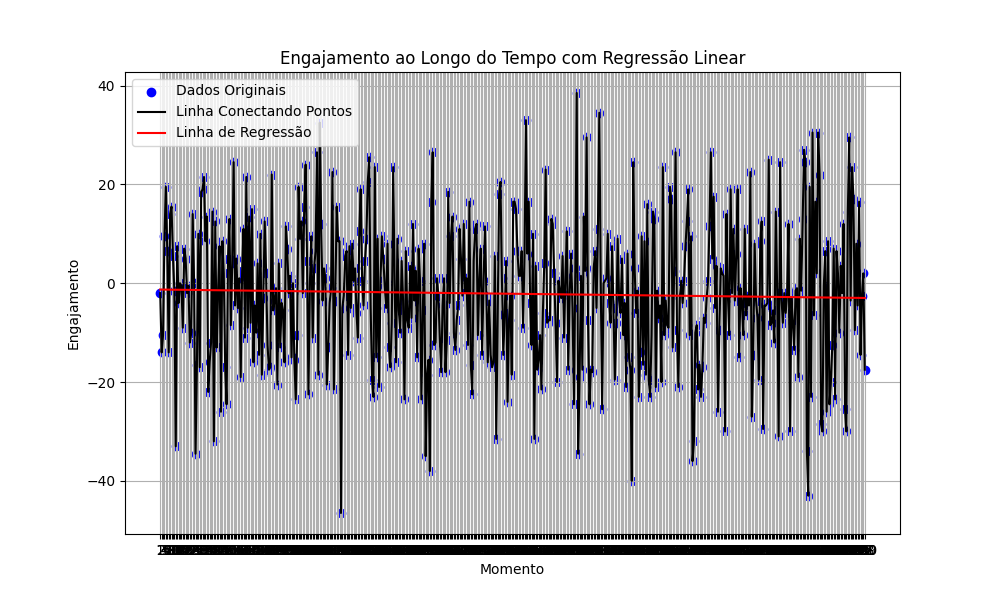 Engajamento ao Longo do Tempo com Regressão Linear
Dados Originais
Linha Conectando Pontos
Linha de Regressão
40
20
0
−20
−40
Engajamento
Momento